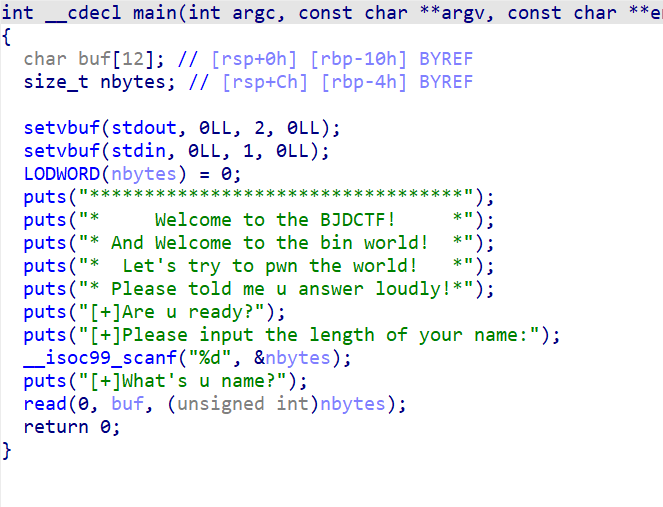 int __cdecl main(int argc, const char **argv, const char **e
{
  char buf[12]; // [rsp+0h] [rbp-10h] BYREF
  size_t nbytes; // [rsp+Ch] [rbp-4h] BYREF

  setvbuf(stdout, 0LL, 2, 0LL);
  setvbuf(stdin, 0LL, 1, 0LL);
  LODWORD(nbytes) = 0;
  puts("**********************************");
  puts("*     Welcome to the BJDCTF!     *");
  puts("* And Welcome to the bin world!  *");
  puts("*  Let's try to pwn the world!   *");
  puts("* Please told me u answer loudly!*");
  puts("[+]Are u ready?");
  puts("[+]Please input the length of your name:");
  __isoc99_scanf("%d", &nbytes);
  puts("[+]What's u name?");
  read(0, buf, (unsigned int)nbytes);
  return 0;
}